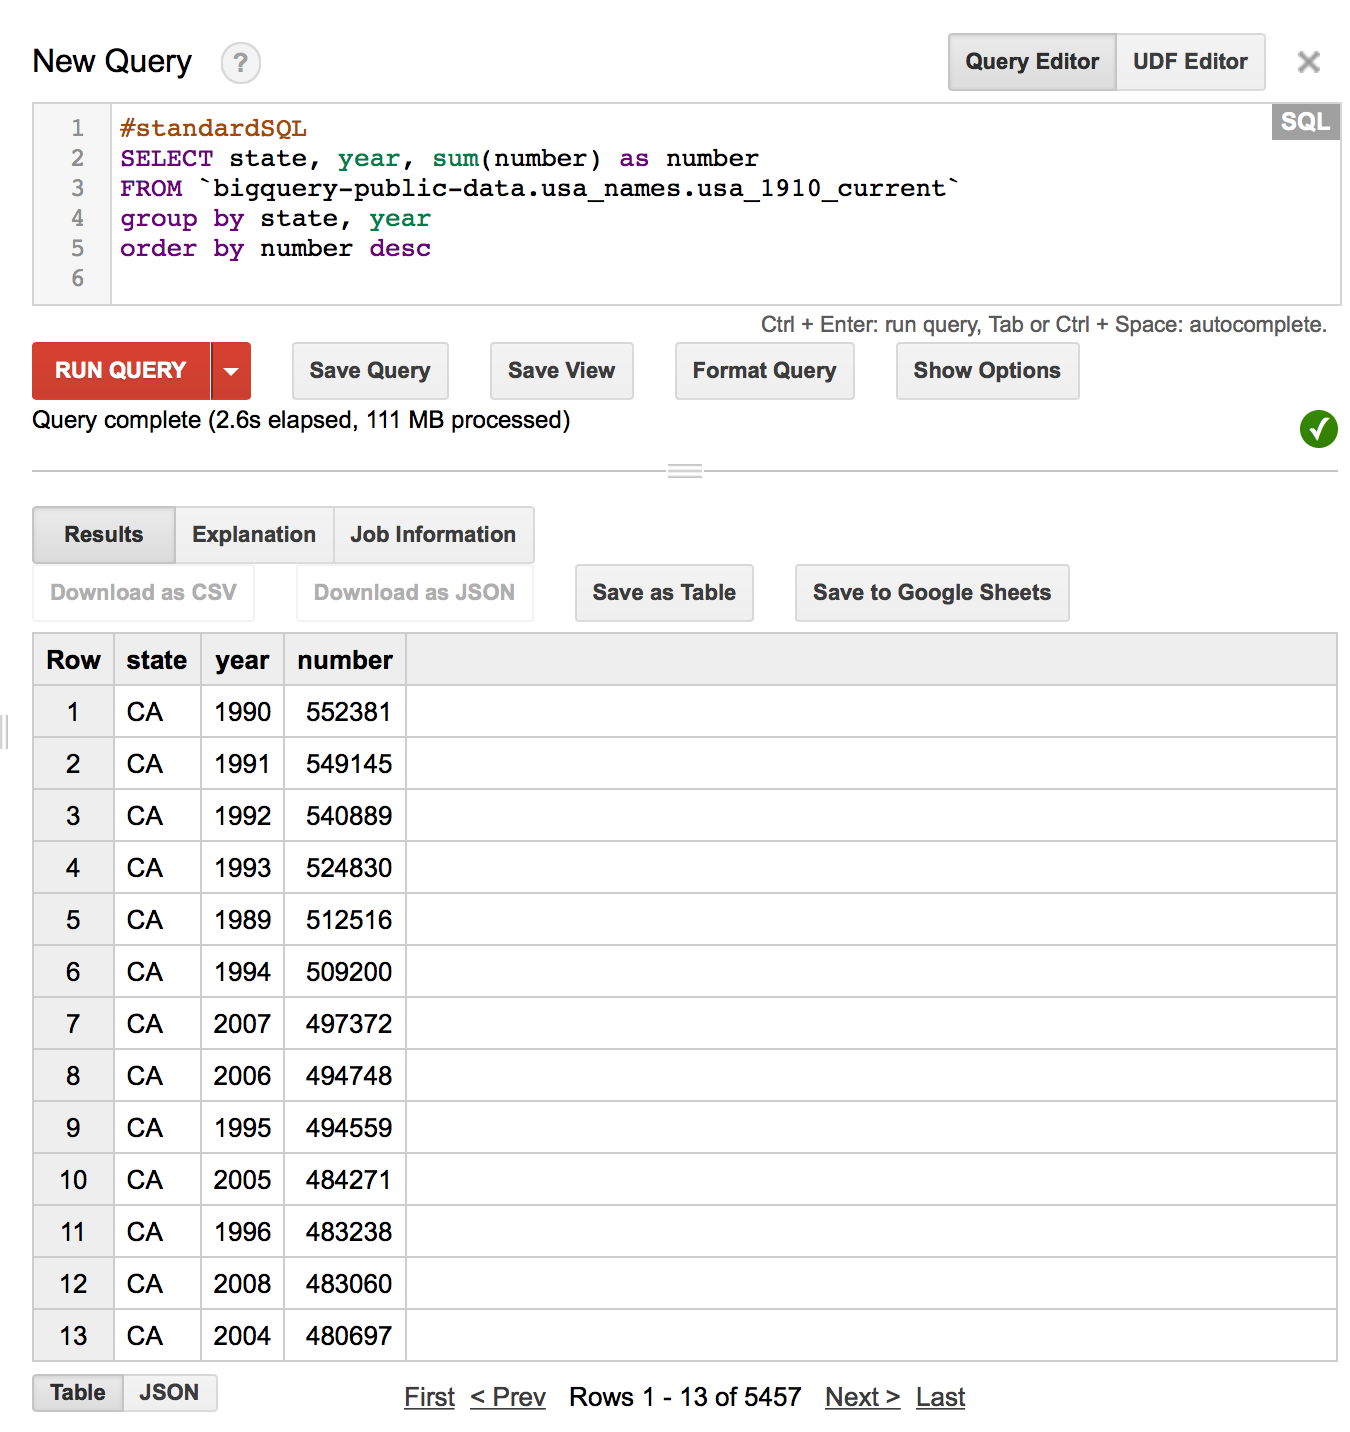 New Query ? Query Editor UDF Editor ×
SQL
1 #standardSQL
2 SELECT state, year, sum(number) as number
3 FROM `bigquery-public-data.usa_names.usa_1910_current`
4 group by state, year
5 order by number desc
6
Ctrl + Enter: run query, Tab or Ctrl + Space: autocomplete.
RUN QUERY Save Query Save View Format Query Show Options
Query complete (2.6s elapsed, 111 MB processed)
Results Explanation Job Information
Download as CSV Download as JSON Save as Table Save to Google Sheets
Row state year number
1 CA 1990 552381
2 CA 1991 549145
3 CA 1992 540889
4 CA 1993 524830
5 CA 1989 512516
6 CA 1994 509200
7 CA 2007 497372
8 CA 2006 494748
9 CA 1995 494559
10 CA 2005 484271
11 CA 1996 483238
12 CA 2008 483060
13 CA 2004 480697
Table JSON First < Prev Rows 1 - 13 of 5457 Next > Last